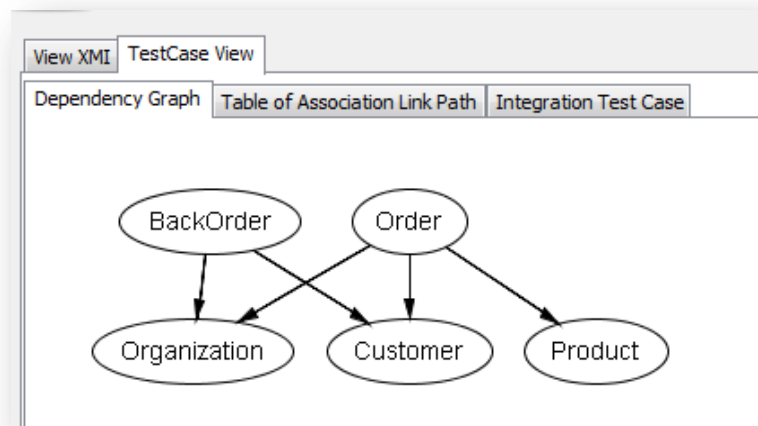 View XMI TestCase View
Dependency Graph Table of Association Link Path Integration Test Case
BackOrder Order
Organization Customer Product